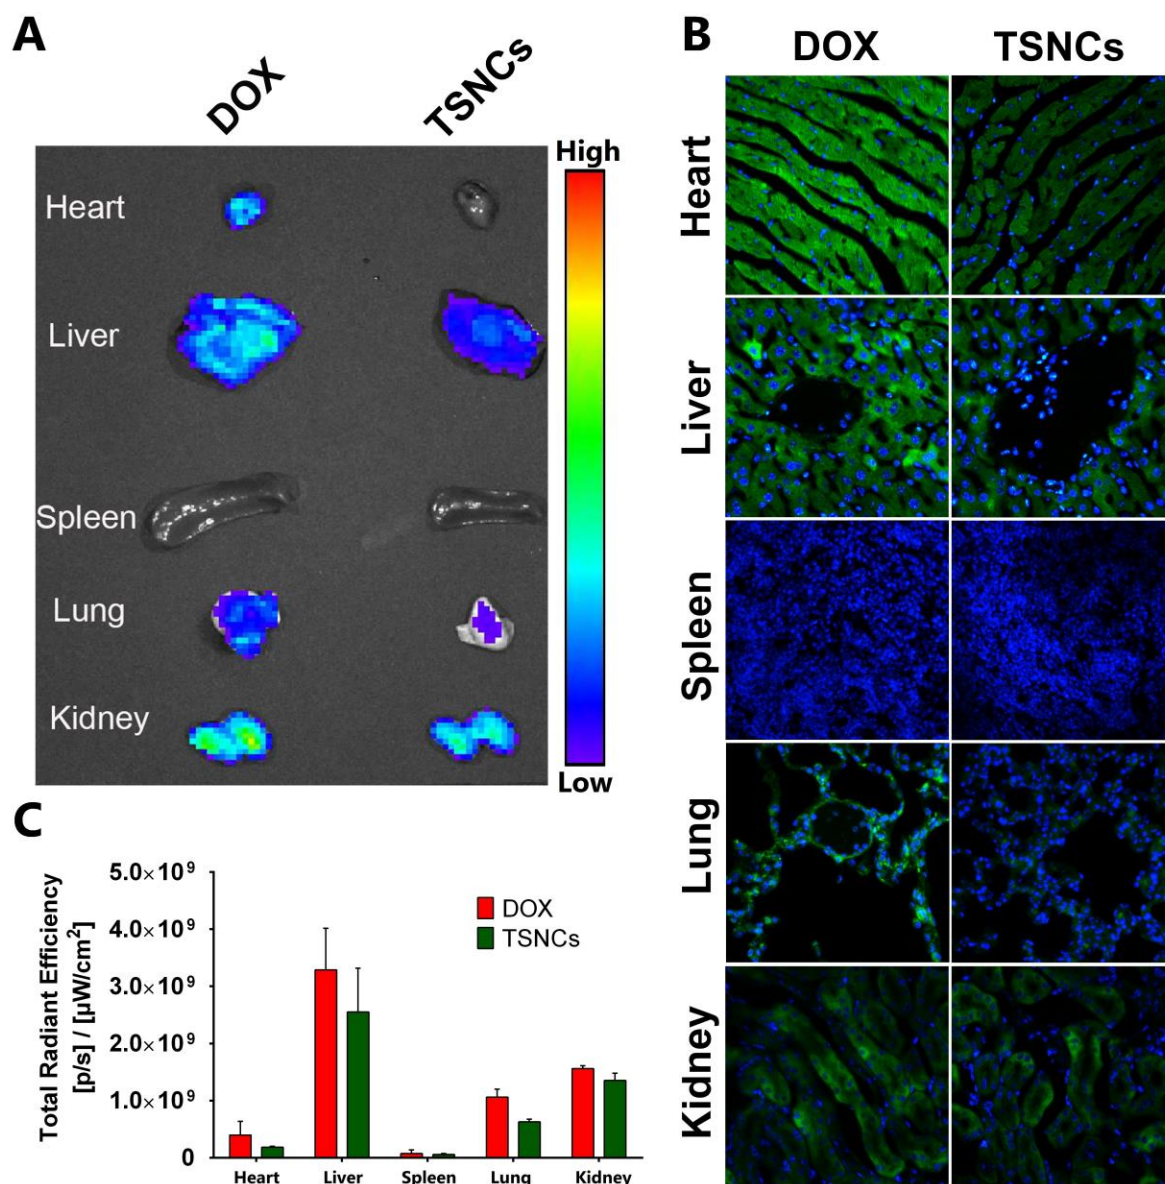 A
DOX
TSNCs
Heart
Liver
Spleen
Lung
Kidney
High
Low
B
DOX
TSNCs
Heart
Liver
Spleen
Lung
Kidney
C
Total Radiant Efficiency
[p/s] / [µW/cm²]
5.0×10⁹
4.0×10⁹
3.0×10⁹
2.0×10⁹
1.0×10⁹
0
DOX
TSNCs
Heart Liver Spleen Lung Kidney